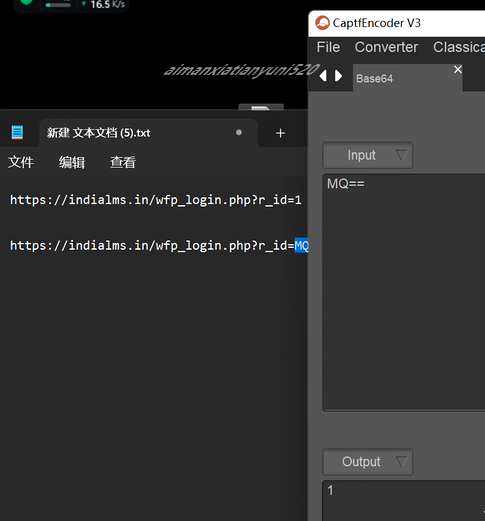 16.5 K/s
CaptfEncoder V3
File Converter Classica
aimanxiatianyuni520
Base64
新建 文本文档 (5).txt
文件 编辑 查看
https://indialms.in/wfp_login.php?r_id=1
https://indialms.in/wfp_login.php?r_id=MQ
Input
MQ==
Output
1